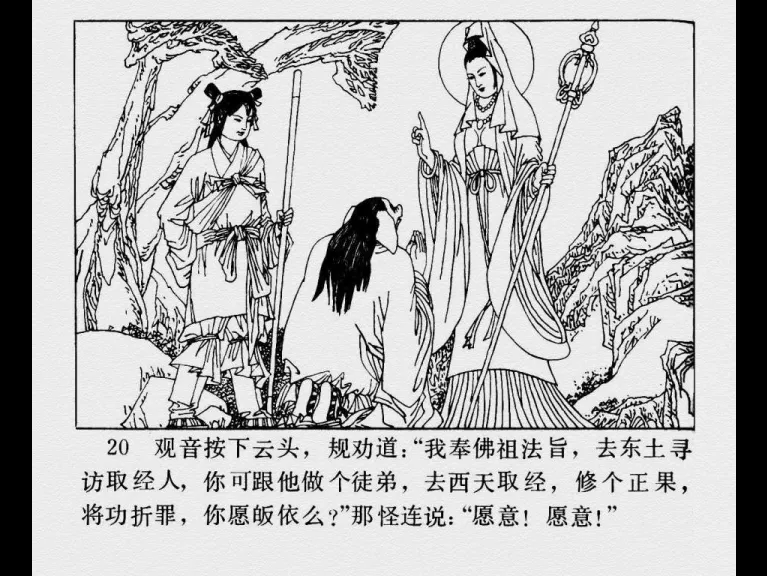 20 观音按下云头，规劝道：“我奉佛祖法旨，去东土寻
访取经人，你可跟他做个徒弟，去西天取经，修个正果，
将功折罪，你愿皈依么？”那怪连说：“愿意！愿意！”